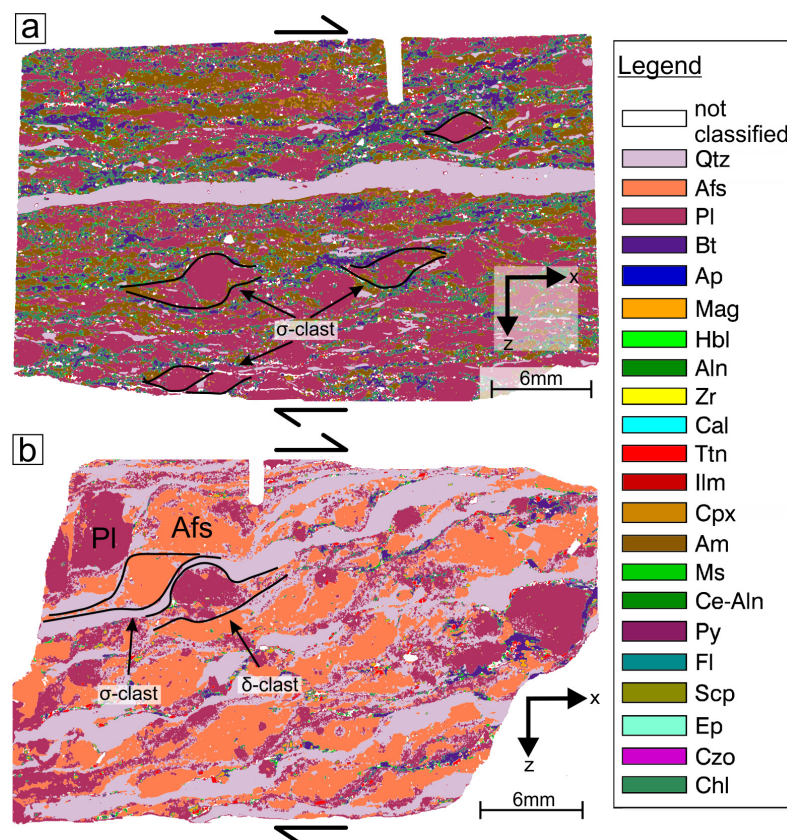 a
σ-clast
x
z
6mm
b
Pl
Afs
σ-clast
δ-clast
x
z
6mm
Legend
not
classified
Qtz
Afs
Pl
Bt
Ap
Mag
Hbl
Aln
Zr
Cal
Ttn
Ilm
Cpx
Am
Ms
Ce-Aln
Py
Fl
Scp
Ep
Czo
Chl